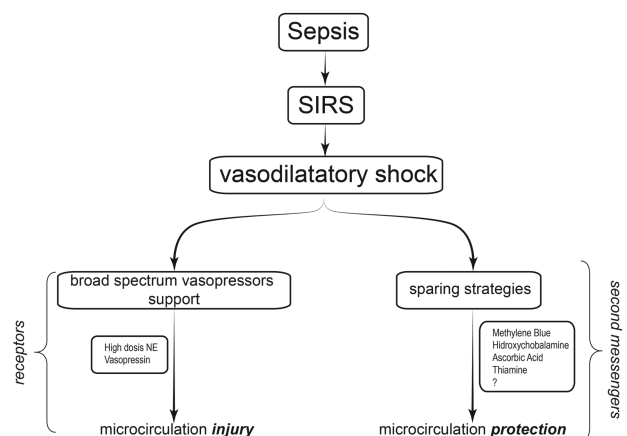 Sepsis
SIRS
vasodilatatory shock
broad spectrum vasopressors
support
sparing strategies
receptors
High dosis NE
Vasopressin
Methylene Blue
Hidroxychobalamine
Ascorbic Acid
Thiamine
?
second messengers
microcirculation injury
microcirculation protection